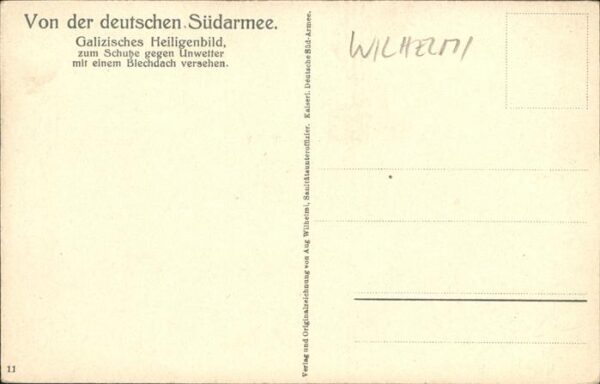 Von der deutschen Südarmee.
Galizisches Heiligenbild,
zum Schutze gegen Unwetter
mit einem Blechdach versehen.
WILHELMI
Verlag und Originalzeichnung von Aug Wilhelmi, Sanitätsunteroffizier. Kaiserl. Deutsche Süd-Armee.
11